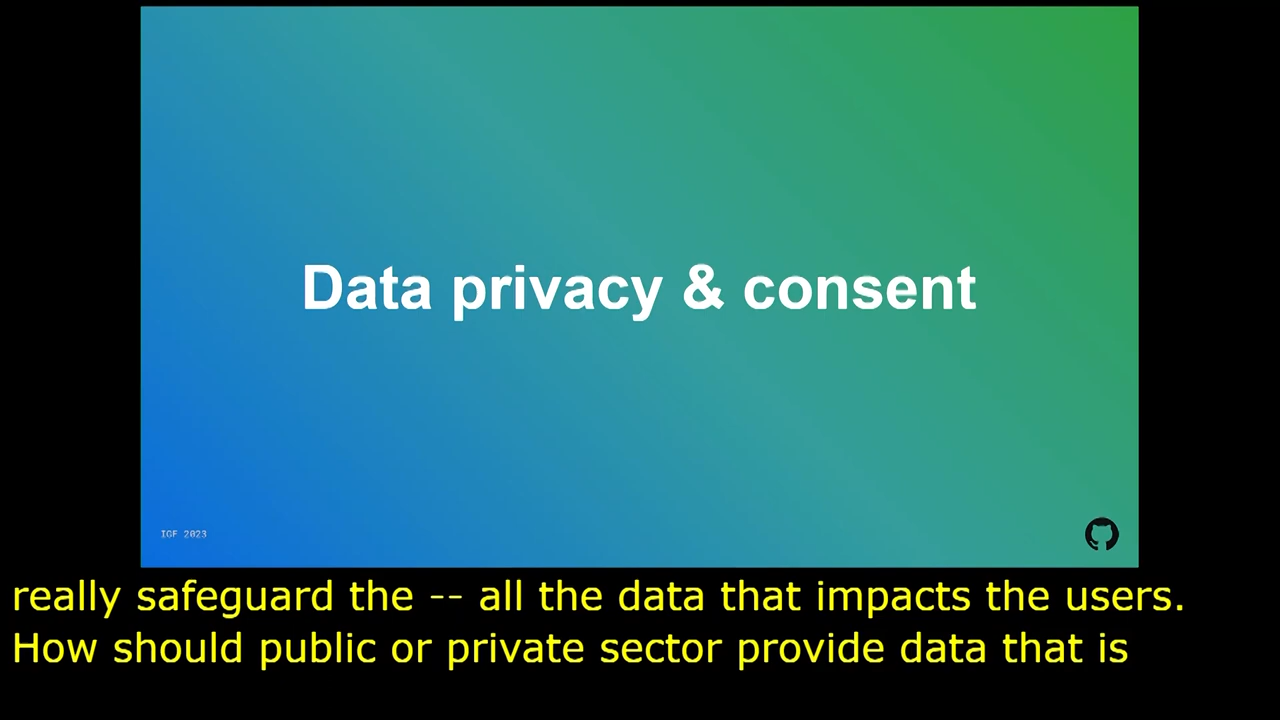 Data privacy & consent
IGF 2023
really safeguard the -- all the data that impacts the users.
How should public or private sector provide data that is